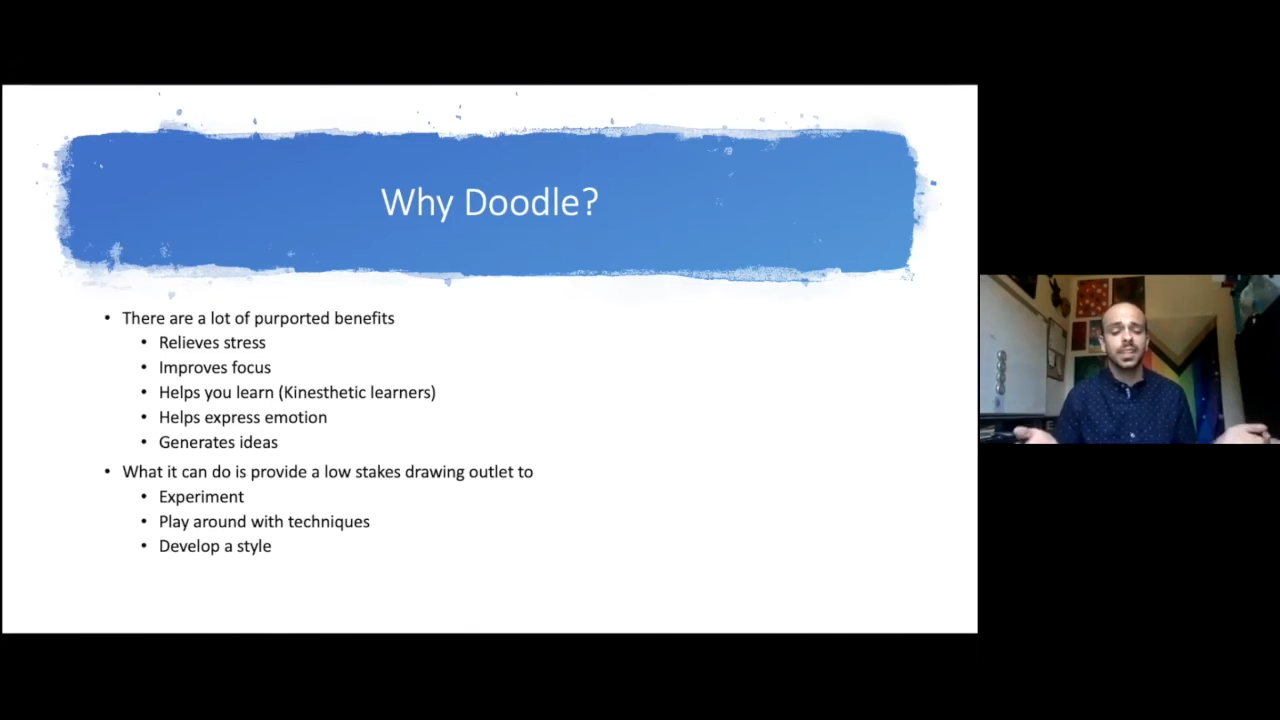 Why Doodle?
• There are a lot of purported benefits
• Relieves stress
• Improves focus
• Helps you learn (Kinesthetic learners)
• Helps express emotion
• Generates ideas
• What it can do is provide a low stakes drawing outlet to
• Experiment
• Play around with techniques
• Develop a style